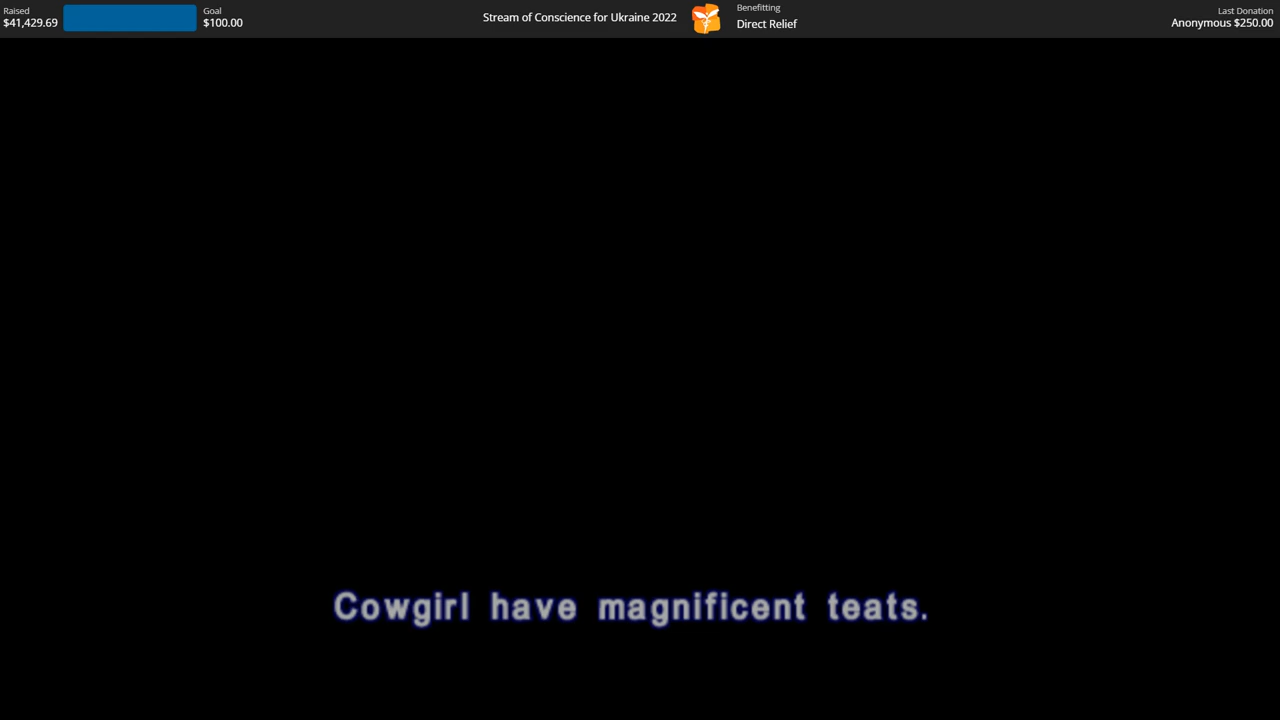 Raised
$41,429.69
Goal
$100.00
Stream of Conscience for Ukraine 2022
Benefitting
Direct Relief
Last Donation
Anonymous $250.00
Cowgirl have magnificent teats.